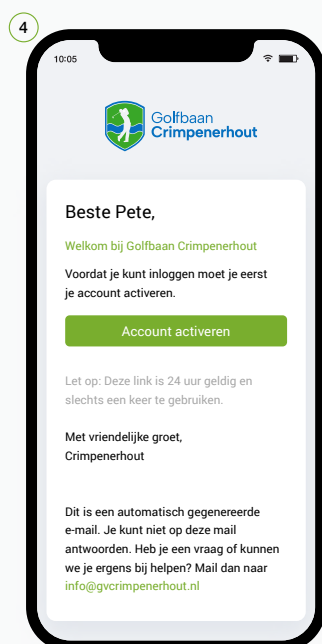 4
10:05
Golfbaan
Crimpenerhout
Beste Pete,
Welkom bij Golfbaan Crimpenerhout
Voordat je kunt inloggen moet je eerst
je account activeren.
Account activeren
Let op: Deze link is 24 uur geldig en
slechts een keer te gebruiken.
Met vriendelijke groet,
Crimpenerhout
Dit is een automatisch gegenereerde
e-mail. Je kunt niet op deze mail
antwoorden. Heb je een vraag of kunnen
we je ergens bij helpen? Mail dan naar
info@gvcrimpenerhout.nl